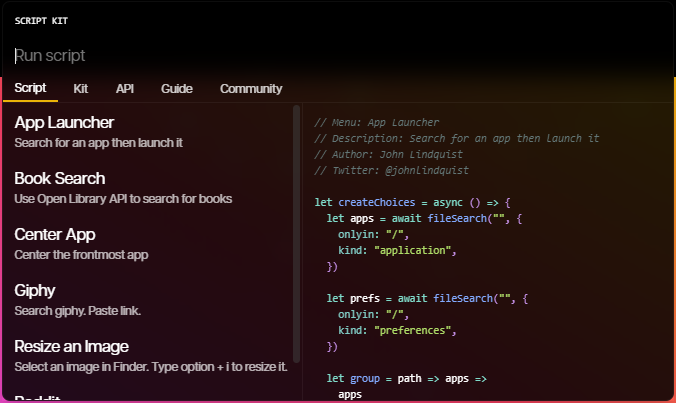 SCRIPT KIT
Run script
Script Kit API Guide Community
App Launcher
Search for an app then launch it
Book Search
Use Open Library API to search for books
Center App
Center the frontmost app
Giphy
Search giphy. Paste link.
Resize an Image
Select an image in Finder. Type option + i to resize it.
Reddit
// Menu: App Launcher
// Description: Search for an app then launch it
// Author: John Lindquist
// Twitter: @johnlindquist
let createChoices = async () => {
let apps = await fileSearch("", {
onlyin: "/",
kind: "application",
})
let prefs = await fileSearch("", {
onlyin: "/",
kind: "preferences",
})
let group = path => apps =>
apps